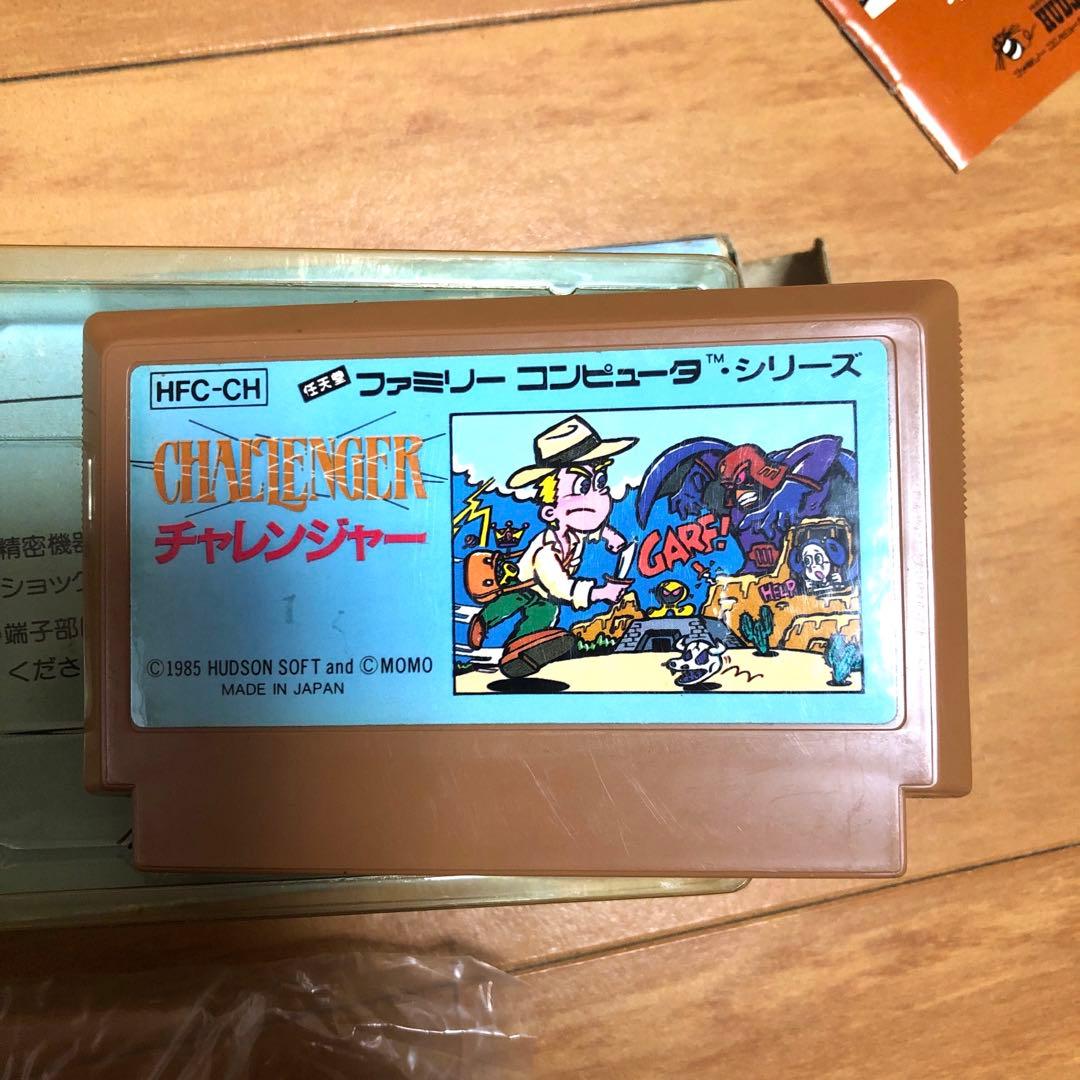 HUDS
HFC-CH
任天堂 ファミリー コンピュータ™・シリーズ
CHALLENGER
チャレンジャー
GARF!
HELP
©1985 HUDSON SOFT and ©MOMO
MADE IN JAPAN
精密機器
ショック
端子部
くださ